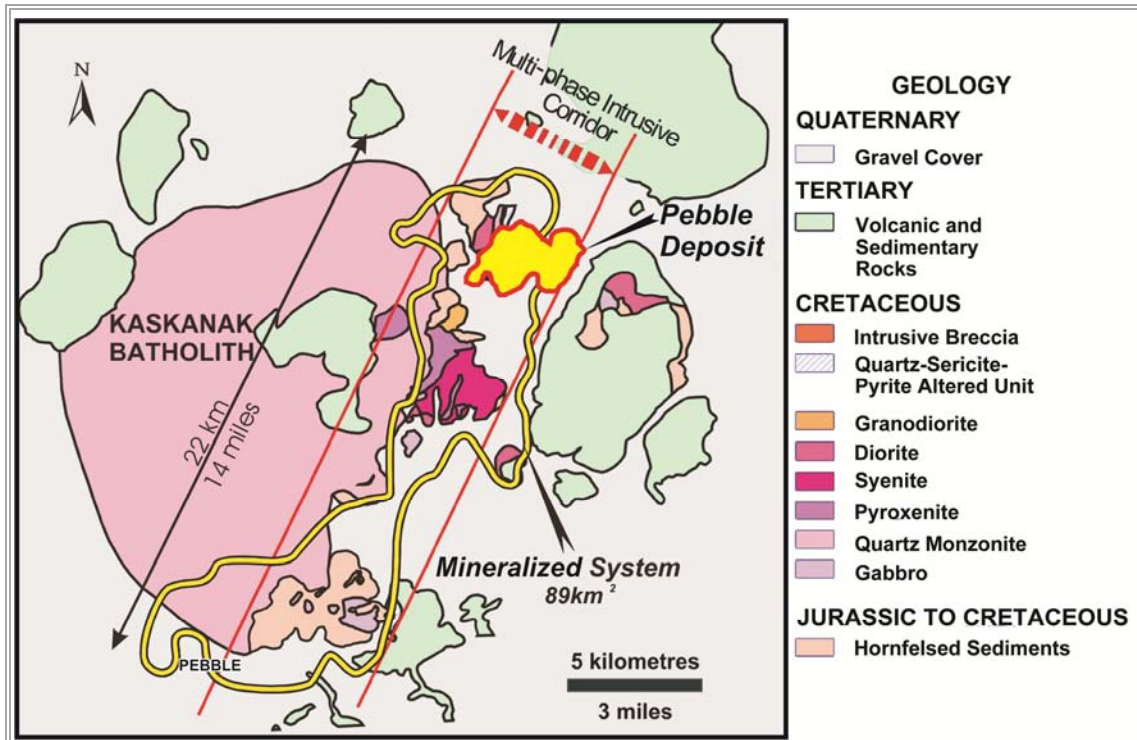 N
Multi-phase Intrusive
Corridor
Pebble
Deposit
KASKANAK
BATHOLITH
22 km
14 miles
Mineralized System
89km ²
PEBBLE
5 kilometres
3 miles
GEOLOGY
QUATERNARY
Gravel Cover
TERTIARY
Volcanic and
Sedimentary
Rocks
CRETACEOUS
Intrusive Breccia
Quartz-Sericite-
Pyrite Altered Unit
Granodiorite
Diorite
Syenite
Pyroxenite
Quartz Monzonite
Gabbro
JURASSIC TO CRETACEOUS
Hornfelsed Sediments